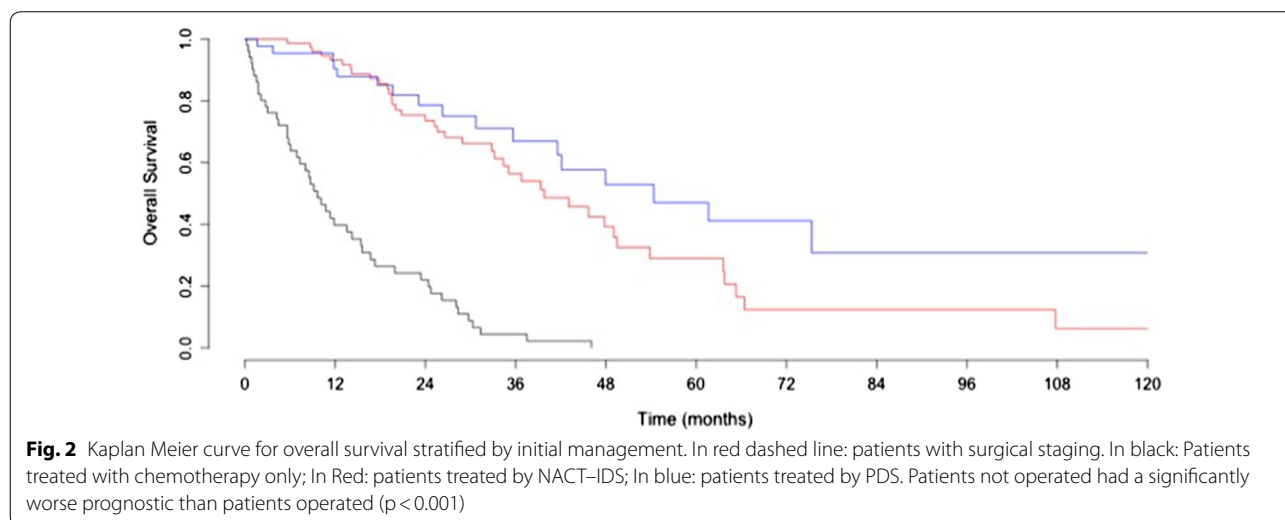 1.0
0.8
0.6
0.4
0.2
0.0
Overall Survival
0 12 24 36 48 60 72 84 96 108 120
Time (months)
Fig. 2 Kaplan Meier curve for overall survival stratified by initial management. In red dashed line: patients with surgical staging. In black: Patients
treated with chemotherapy only; In Red: patients treated by NACT–IDS; In blue: patients treated by PDS. Patients not operated had a significantly
worse prognostic than patients operated (p < 0.001)